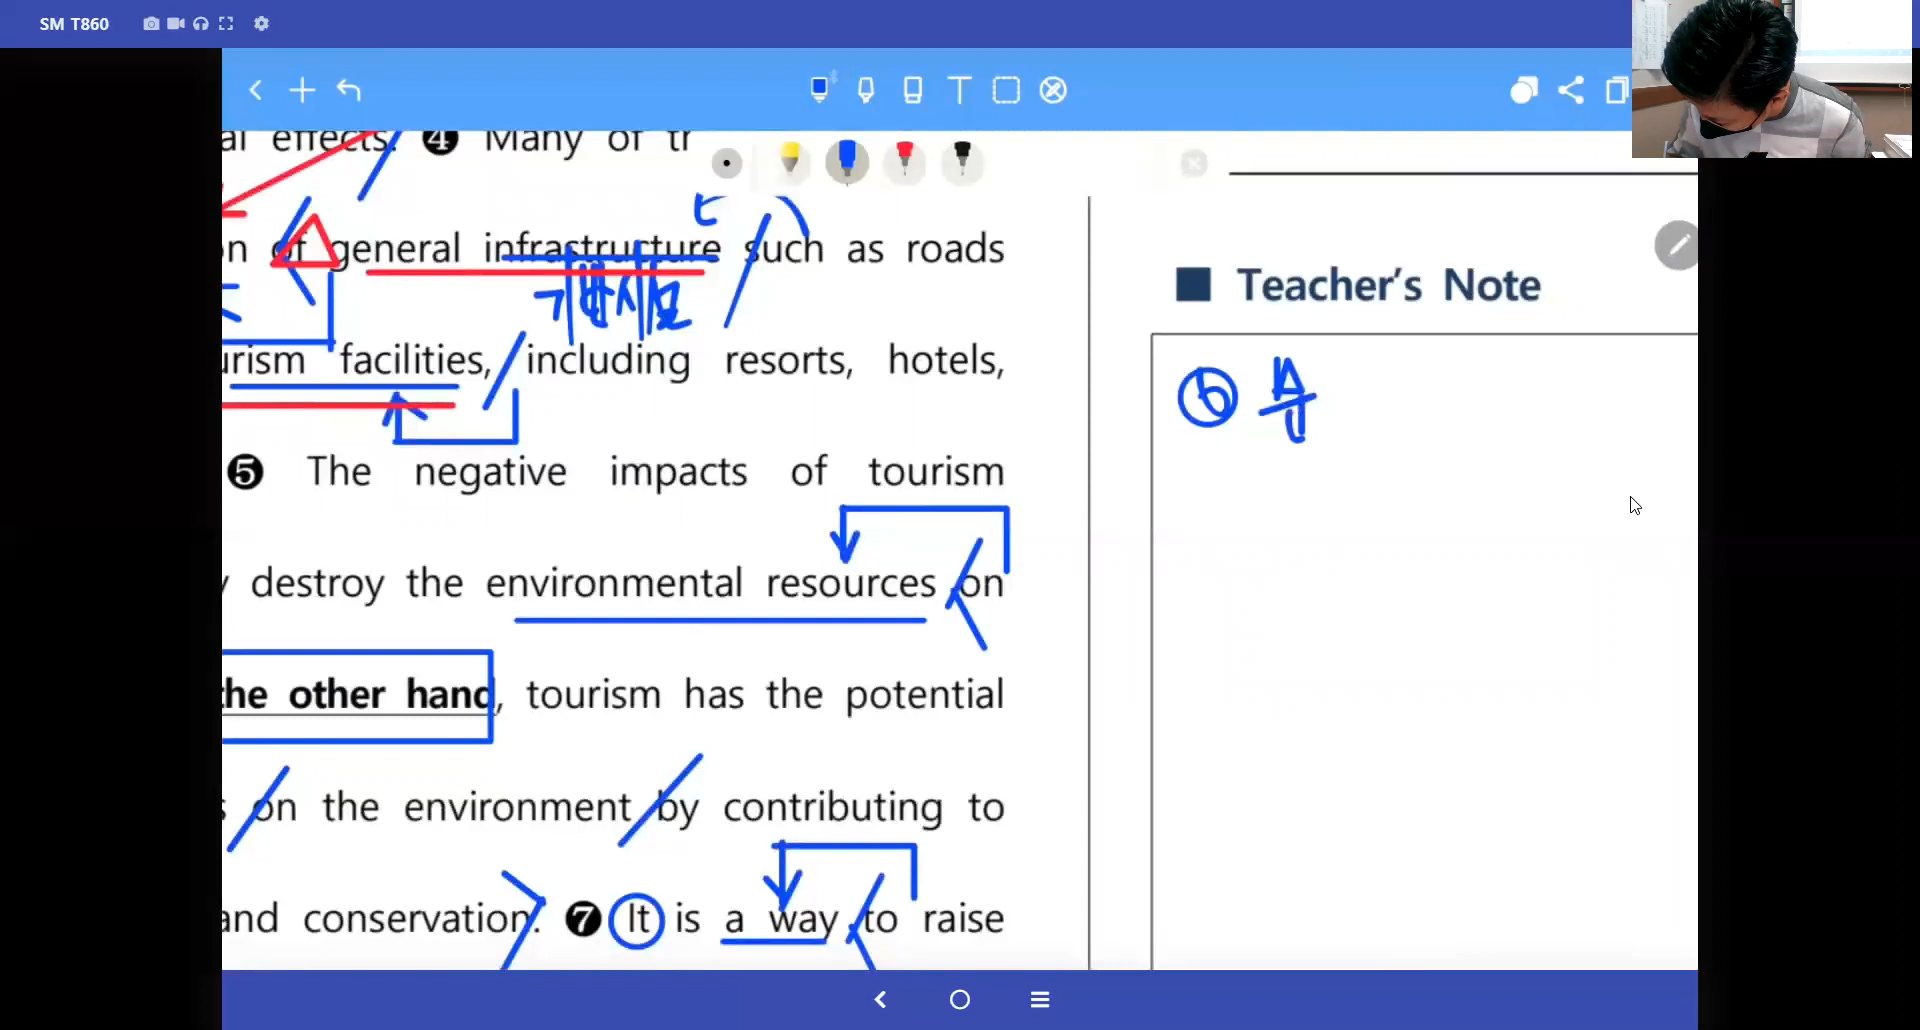 SM T860
al effects. ❹ Many of tr
on of general infrastructure such as roads
기반시설
urism facilities, including resorts, hotels,
❺ The negative impacts of tourism
y destroy the environmental resources on
the other hand, tourism has the potential
s on the environment by contributing to
and conservation. ❼ It is a way to raise
■ Teacher's Note
⑥